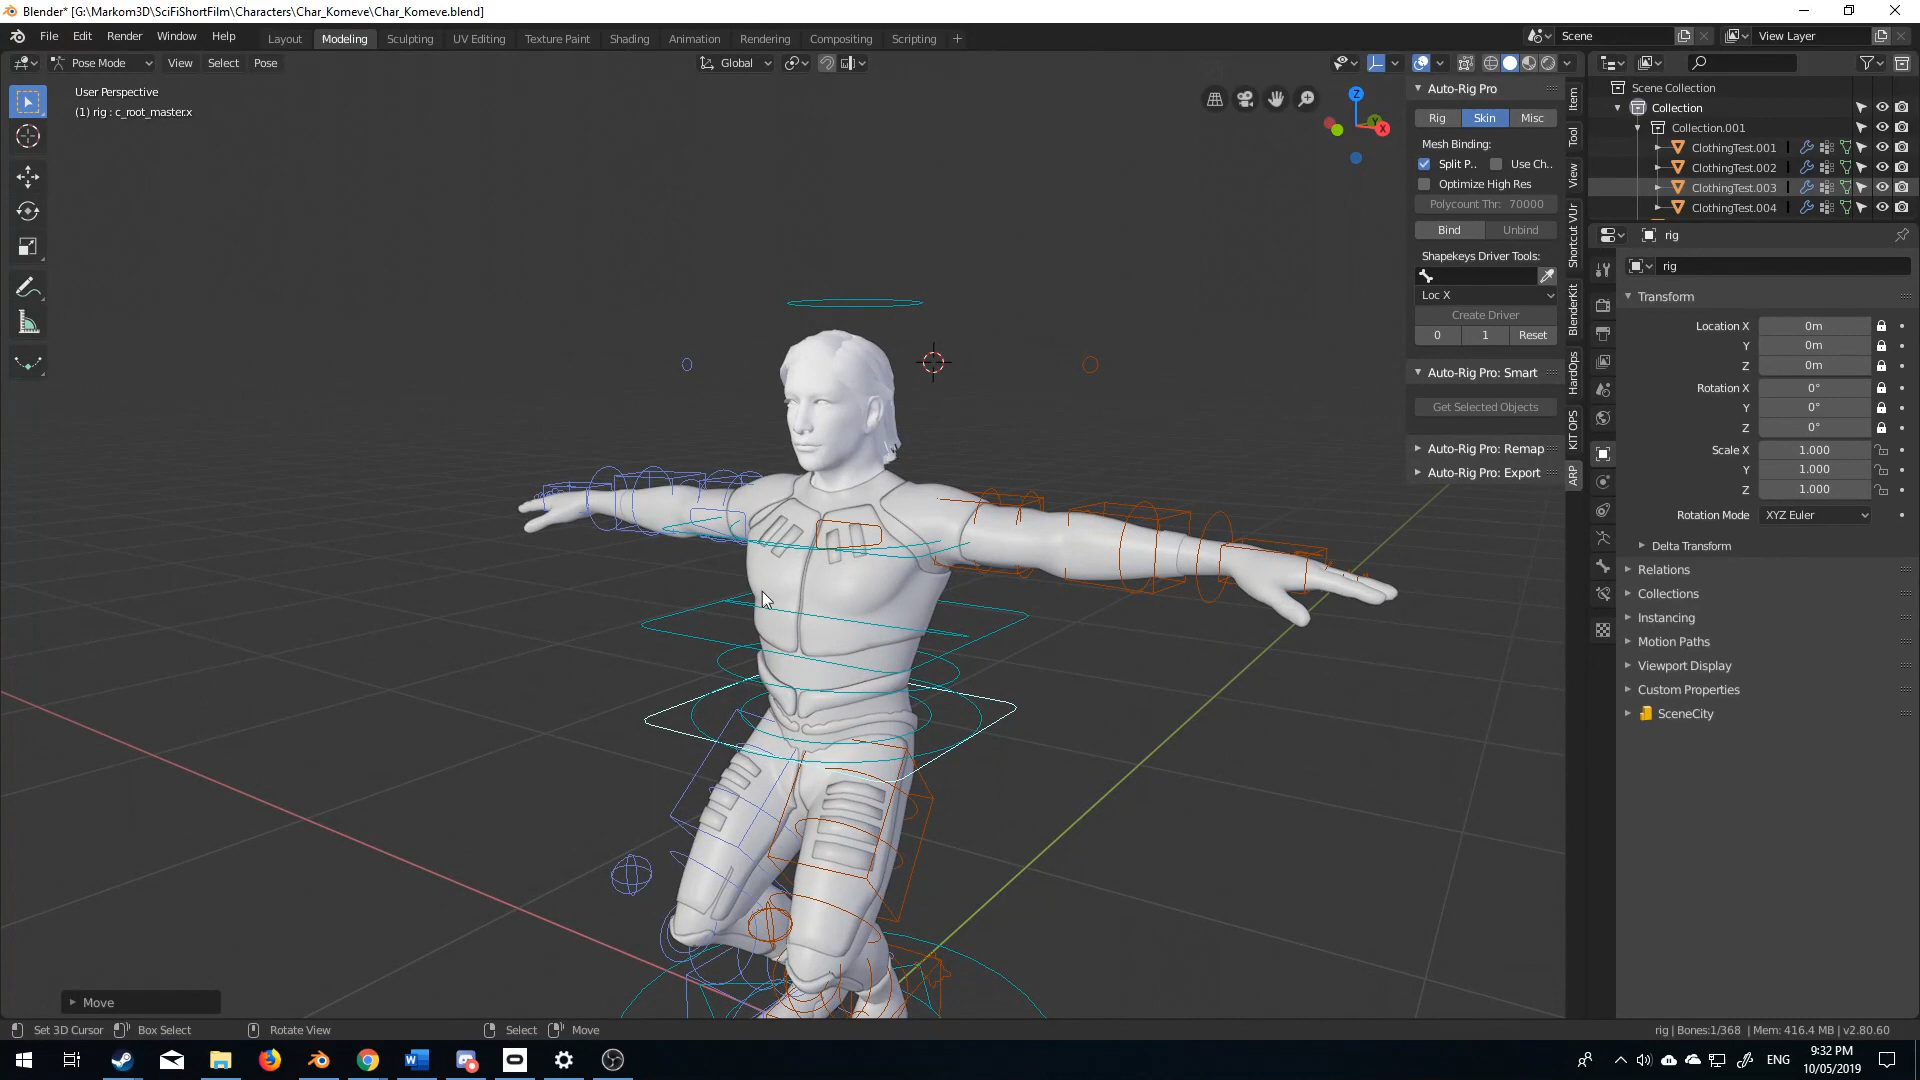 Blender* [G:\Markom3D\SciFiShortFilm\Characters\Char_Komeve\Char_Komeve.blend]
File Edit Render Window Help
Layout Modeling Sculpting UV Editing Texture Paint Shading Animation Rendering Compositing Scripting +
Scene
View Layer
Pose Mode View Select Pose
Global
User Perspective
(1) rig : c_root_master.x
Z
Y
X
Auto-Rig Pro
Rig Skin Misc
Mesh Binding:
Split P.. Use Ch..
Optimize High Res
Polycount Thr: 70000
Bind Unbind
Shapekeys Driver Tools:
Loc X
Create Driver
0 1 Reset
Auto-Rig Pro: Smart
Get Selected Objects
Auto-Rig Pro: Remap
Auto-Rig Pro: Export
Item
Tool
View
Shortcut VUr
BlenderKit
HardOps
KIT OPS
ARP
Scene Collection
Collection
Collection.001
ClothingTest.001
ClothingTest.002
ClothingTest.003
ClothingTest.004
rig
rig
Transform
Location X 0m
Y 0m
Z 0m
Rotation X 0°
Y 0°
Z 0°
Scale X 1.000
Y 1.000
Z 1.000
Rotation Mode XYZ Euler
Delta Transform
Relations
Collections
Instancing
Motion Paths
Viewport Display
Custom Properties
SceneCity
Move
Set 3D Cursor Box Select Rotate View Select Move
rig | Bones:1/368 | Mem: 416.4 MB | v2.80.60
ENG
9:32 PM
10/05/2019